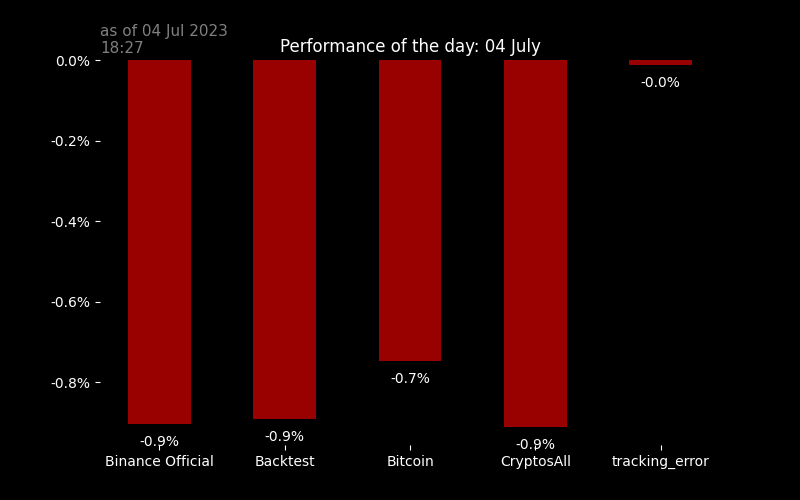 as of 04 Jul 2023
18:27
Performance of the day: 04 July
0.0%
-0.2%
-0.4%
-0.6%
-0.8%
-0.9%
-0.9%
-0.7%
-0.9%
-0.0%
Binance Official
Backtest
Bitcoin
CryptosAll
tracking_error